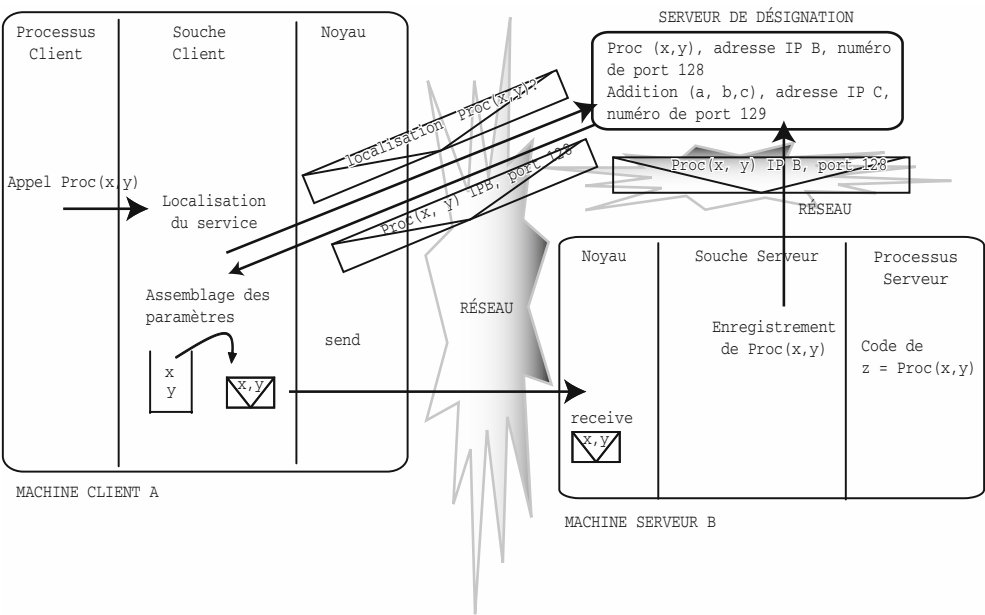 SERVEUR DE DÉSIGNATION
Proc (x,y), adresse IP B, numéro
de port 128
Addition (a, b,c), adresse IP C,
numéro de port 129
Processus
Client
Souche
Client
Noyau
localisation Proc(x,y)?
Proc(x, y) IPB, port 128
Proc(x, y) IP B, port 128
RÉSEAU
Appel Proc(x,y)
Localisation
du service
Assemblage des
paramètres
x
y
x,y
send
RÉSEAU
Noyau
Souche Serveur
Processus
Serveur
Enregistrement
de Proc(x,y)
Code de
z = Proc(x,y)
receive
x,y
MACHINE CLIENT A
MACHINE SERVEUR B